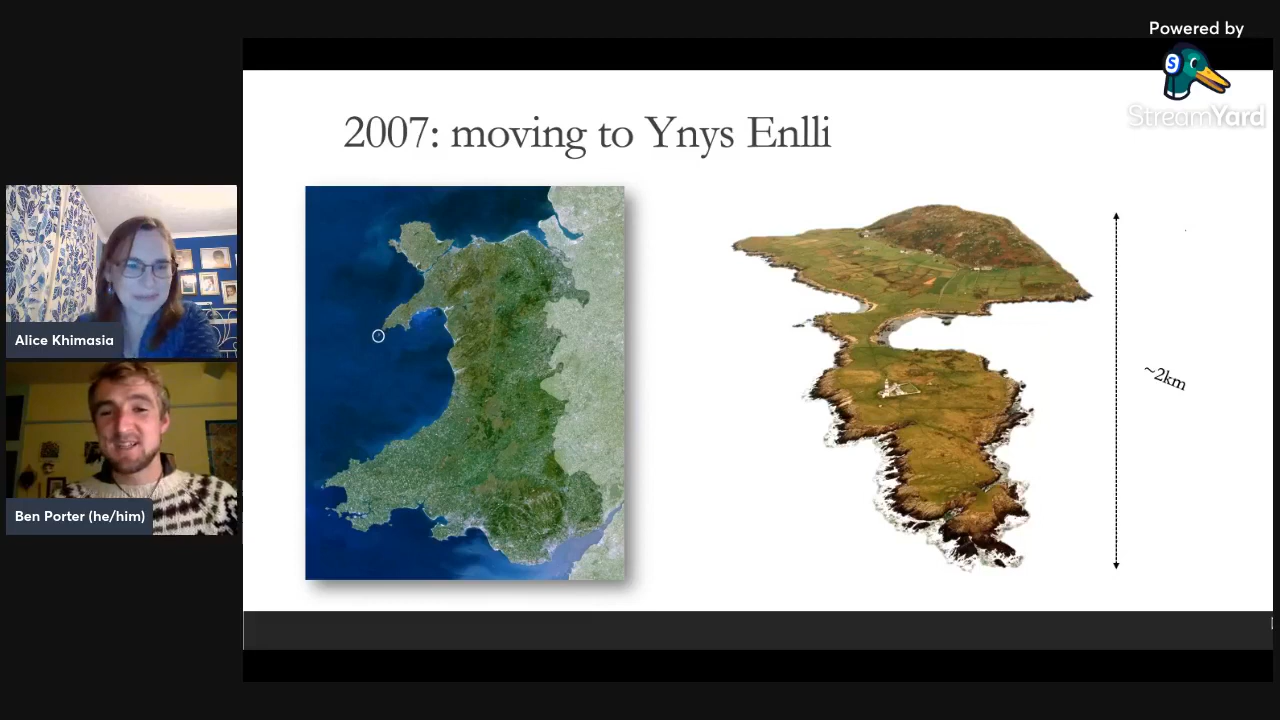 Powered by
S
StreamYard
2007: moving to Ynys Enlli
~2km
Alice Khimasia
Ben Porter (he/him)